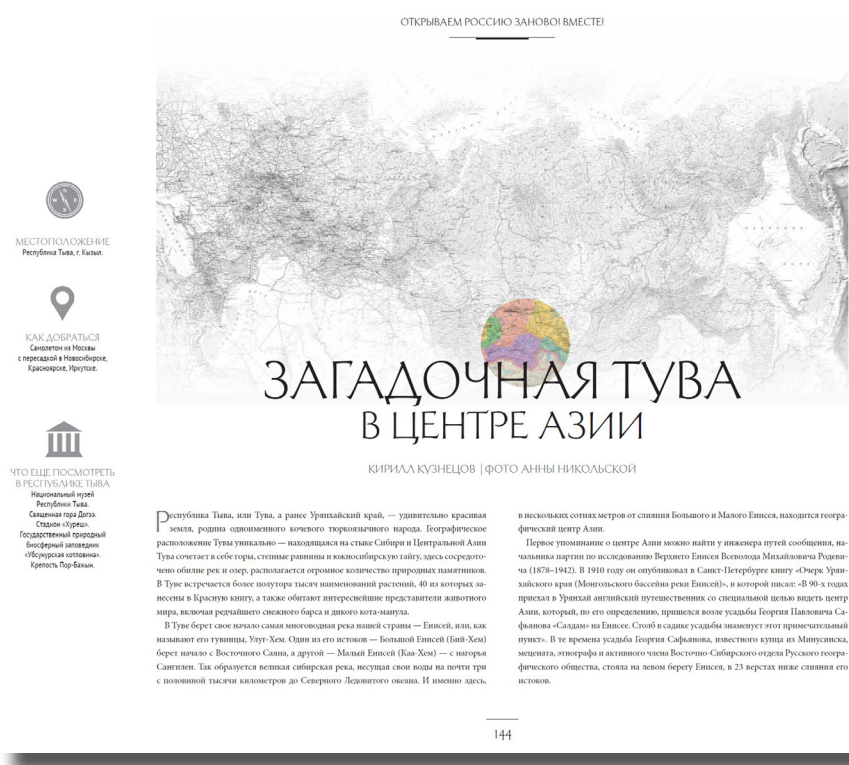 ОТКРЫВАЕМ РОССИЮ ЗАНОВО! ВМЕСТЕ!
МЕСТОПОЛОЖЕНИЕ
Республика Тыва, г. Кызыл.
КАК ДОБРАТЬСЯ
Самолетом из Москвы
с пересадкой в Новосибирске,
Красноярске, Иркутске.
ЧТО ЕЩЕ ПОСМОТРЕТЬ
В РЕСПУБЛИКЕ ТЫВА
Национальный музей
Республики Тыва.
Священная гора Догээ.
Стадион «Хуреш».
Государственный природный
биосферный заповедник
«Убсунурская котловина».
Крепость Пор-Бажын.
ЗАГАДОЧНАЯ ТУВА
В ЦЕНТРЕ АЗИИ
КИРИЛЛ КУЗНЕЦОВ | ФОТО АННЫ НИКОЛЬСКОЙ
Республика Тыва, или Тува, а ранее Урянхайский край, — удивительно красивая
земля, родина одноименного кочевого тюркоязычного народа. Географическое
расположение Тувы уникально — находящаяся на стыке Сибири и Центральной Азии
Тува сочетает в себе горы, степные равнины и южносибирскую тайгу, здесь сосредото-
чено обилие рек и озер, располагается огромное количество природных памятников.
В Туве встречается более полутора тысяч наименований растений, 40 из которых за-
несены в Красную книгу, а также обитают интереснейшие представители животного
мира, включая редчайшего снежного барса и дикого кота-манула.
В Туве берет свое начало самая многоводная река нашей страны — Енисей, или, как
называют его тувинцы, Улуг-Хем. Один из его истоков — Большой Енисей (Бий-Хем)
берет начало с Восточного Саяна, а другой — Малый Енисей (Каа-Хем) — с нагорья
Сангилен. Так образуется великая сибирская река, несущая свои воды на почти три
с половиной тысячи километров до Северного Ледовитого океана. И именно здесь,
в нескольких сотнях метров от слияния Большого и Малого Енисея, находится геогра-
фический центр Азии.
Первое упоминание о центре Азии можно найти у инженера путей сообщения, на-
чальника партии по исследованию Верхнего Енисея Всеволода Михайловича Родеви-
ча (1878–1942). В 1910 году он опубликовал в Санкт-Петербурге книгу «Очерк Урян-
хайского края (Монгольского бассейна реки Енисей)», в которой писал: «В 90-х годах
приехал в Урянхай английский путешественник со специальной целью видеть центр
Азии, который, по его определению, пришелся возле усадьбы Георгия Павловича Са-
фьянова «Салдам» на Енисее. Столб в садике усадьбы знаменует этот примечательный
пункт». В те времена усадьба Георгия Сафьянова, известного купца из Минусинска,
мецената, этнографа и активного члена Восточно-Сибирского отдела Русского геогра-
фического общества, стояла на левом берегу Енисея, в 23 верстах ниже слияния его
истоков.
144